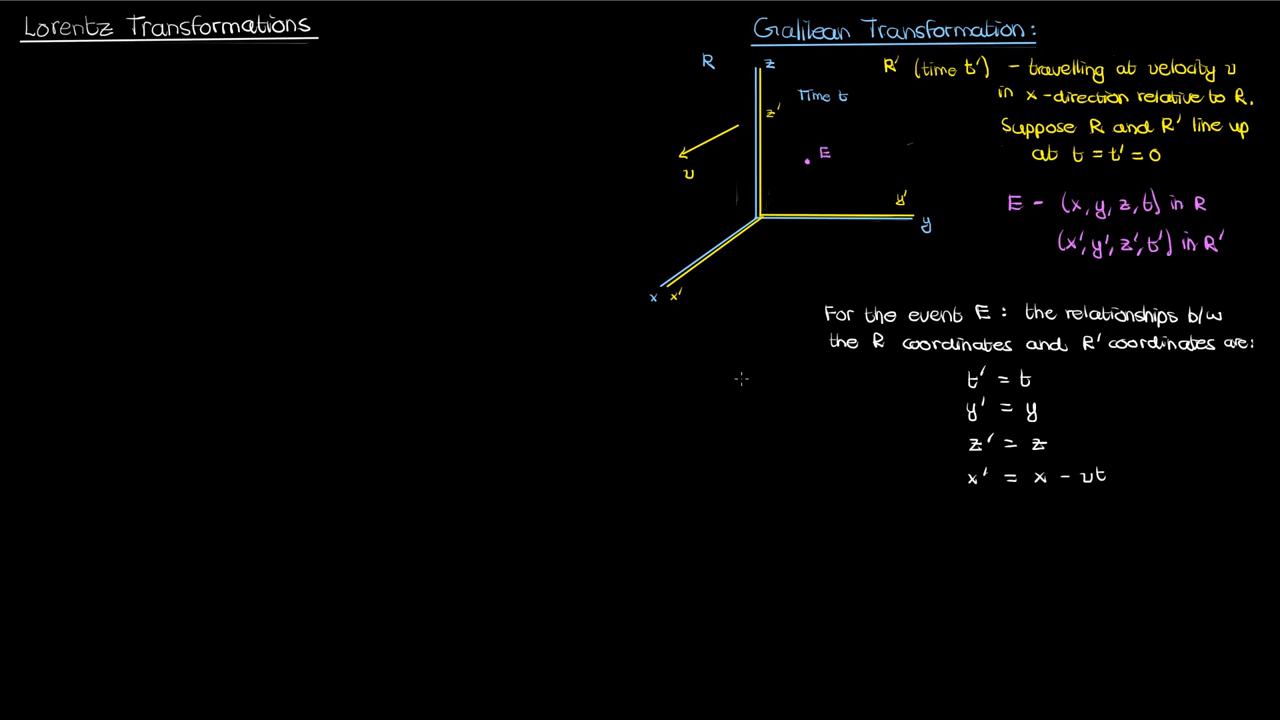 Lorentz Transformations
Galilean Transformation:
R
z
Time t
z'
E
v
y'
y
x x'
R' (time t') - travelling at velocity v
in x-direction relative to R.
Suppose R and R' line up
at t = t' = 0
E - (x, y, z, t) in R
(x', y', z', t') in R'
For the event E: the relationships b/w
the R coordinates and R' coordinates are:
t' = t
y' = y
z' = z
x' = x - vt